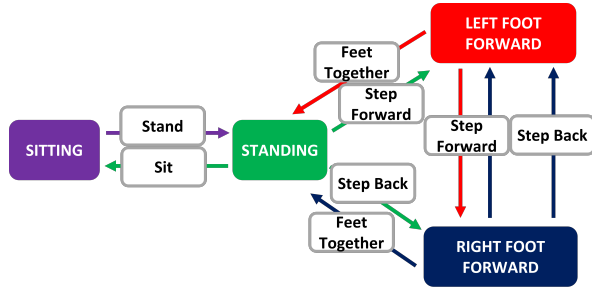 LEFT FOOT
FORWARD
Feet
Together
Step
Forward
Stand
SITTING
STANDING
Sit
Step
Forward
Step Back
Step Back
Feet
Together
RIGHT FOOT
FORWARD